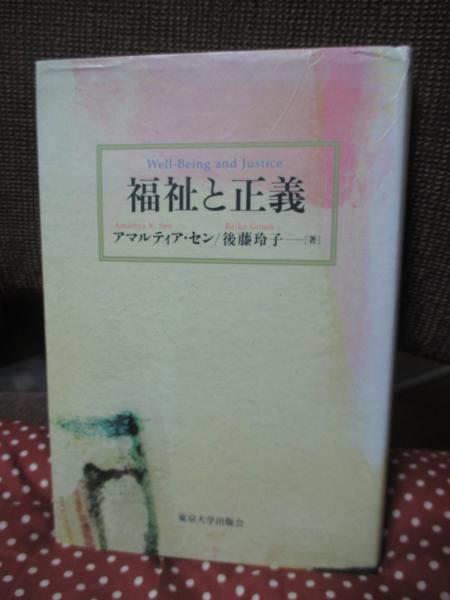 Well-Being and Justice
福祉と正義
Amartya K. Sen Reiko Gotoh
アマルティア・セン/後藤玲子——[著]
東京大学出版会